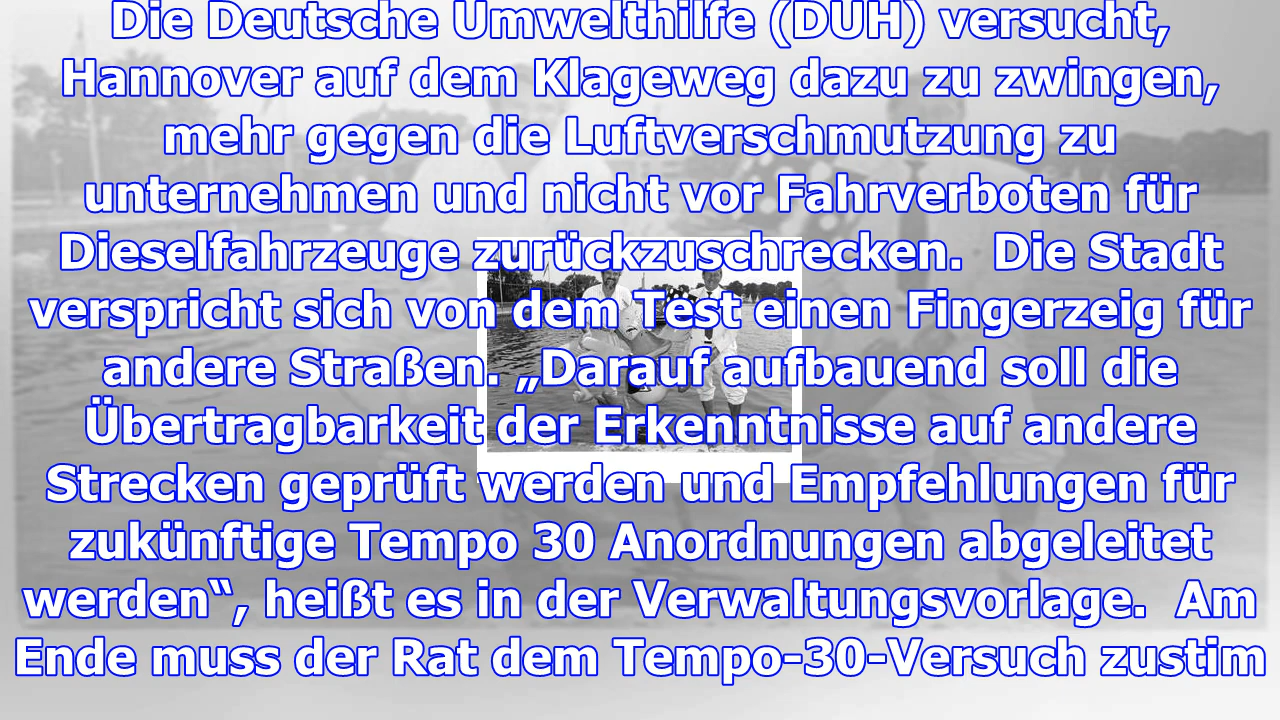 Die Deutsche Umwelthilfe (DUH) versucht,
Hannover auf dem Klageweg dazu zu zwingen,
mehr gegen die Luftverschmutzung zu
unternehmen und nicht vor Fahrverboten für
Dieselfahrzeuge zurückzuschrecken.  Die Stadt
verspricht sich von dem Test einen Fingerzeig für
andere Straßen. „Darauf aufbauend soll die
Übertragbarkeit der Erkenntnisse auf andere
Strecken geprüft werden und Empfehlungen für
zukünftige Tempo 30 Anordnungen abgeleitet
werden“, heißt es in der Verwaltungsvorlage.  Am
Ende muss der Rat dem Tempo-30-Versuch zustim